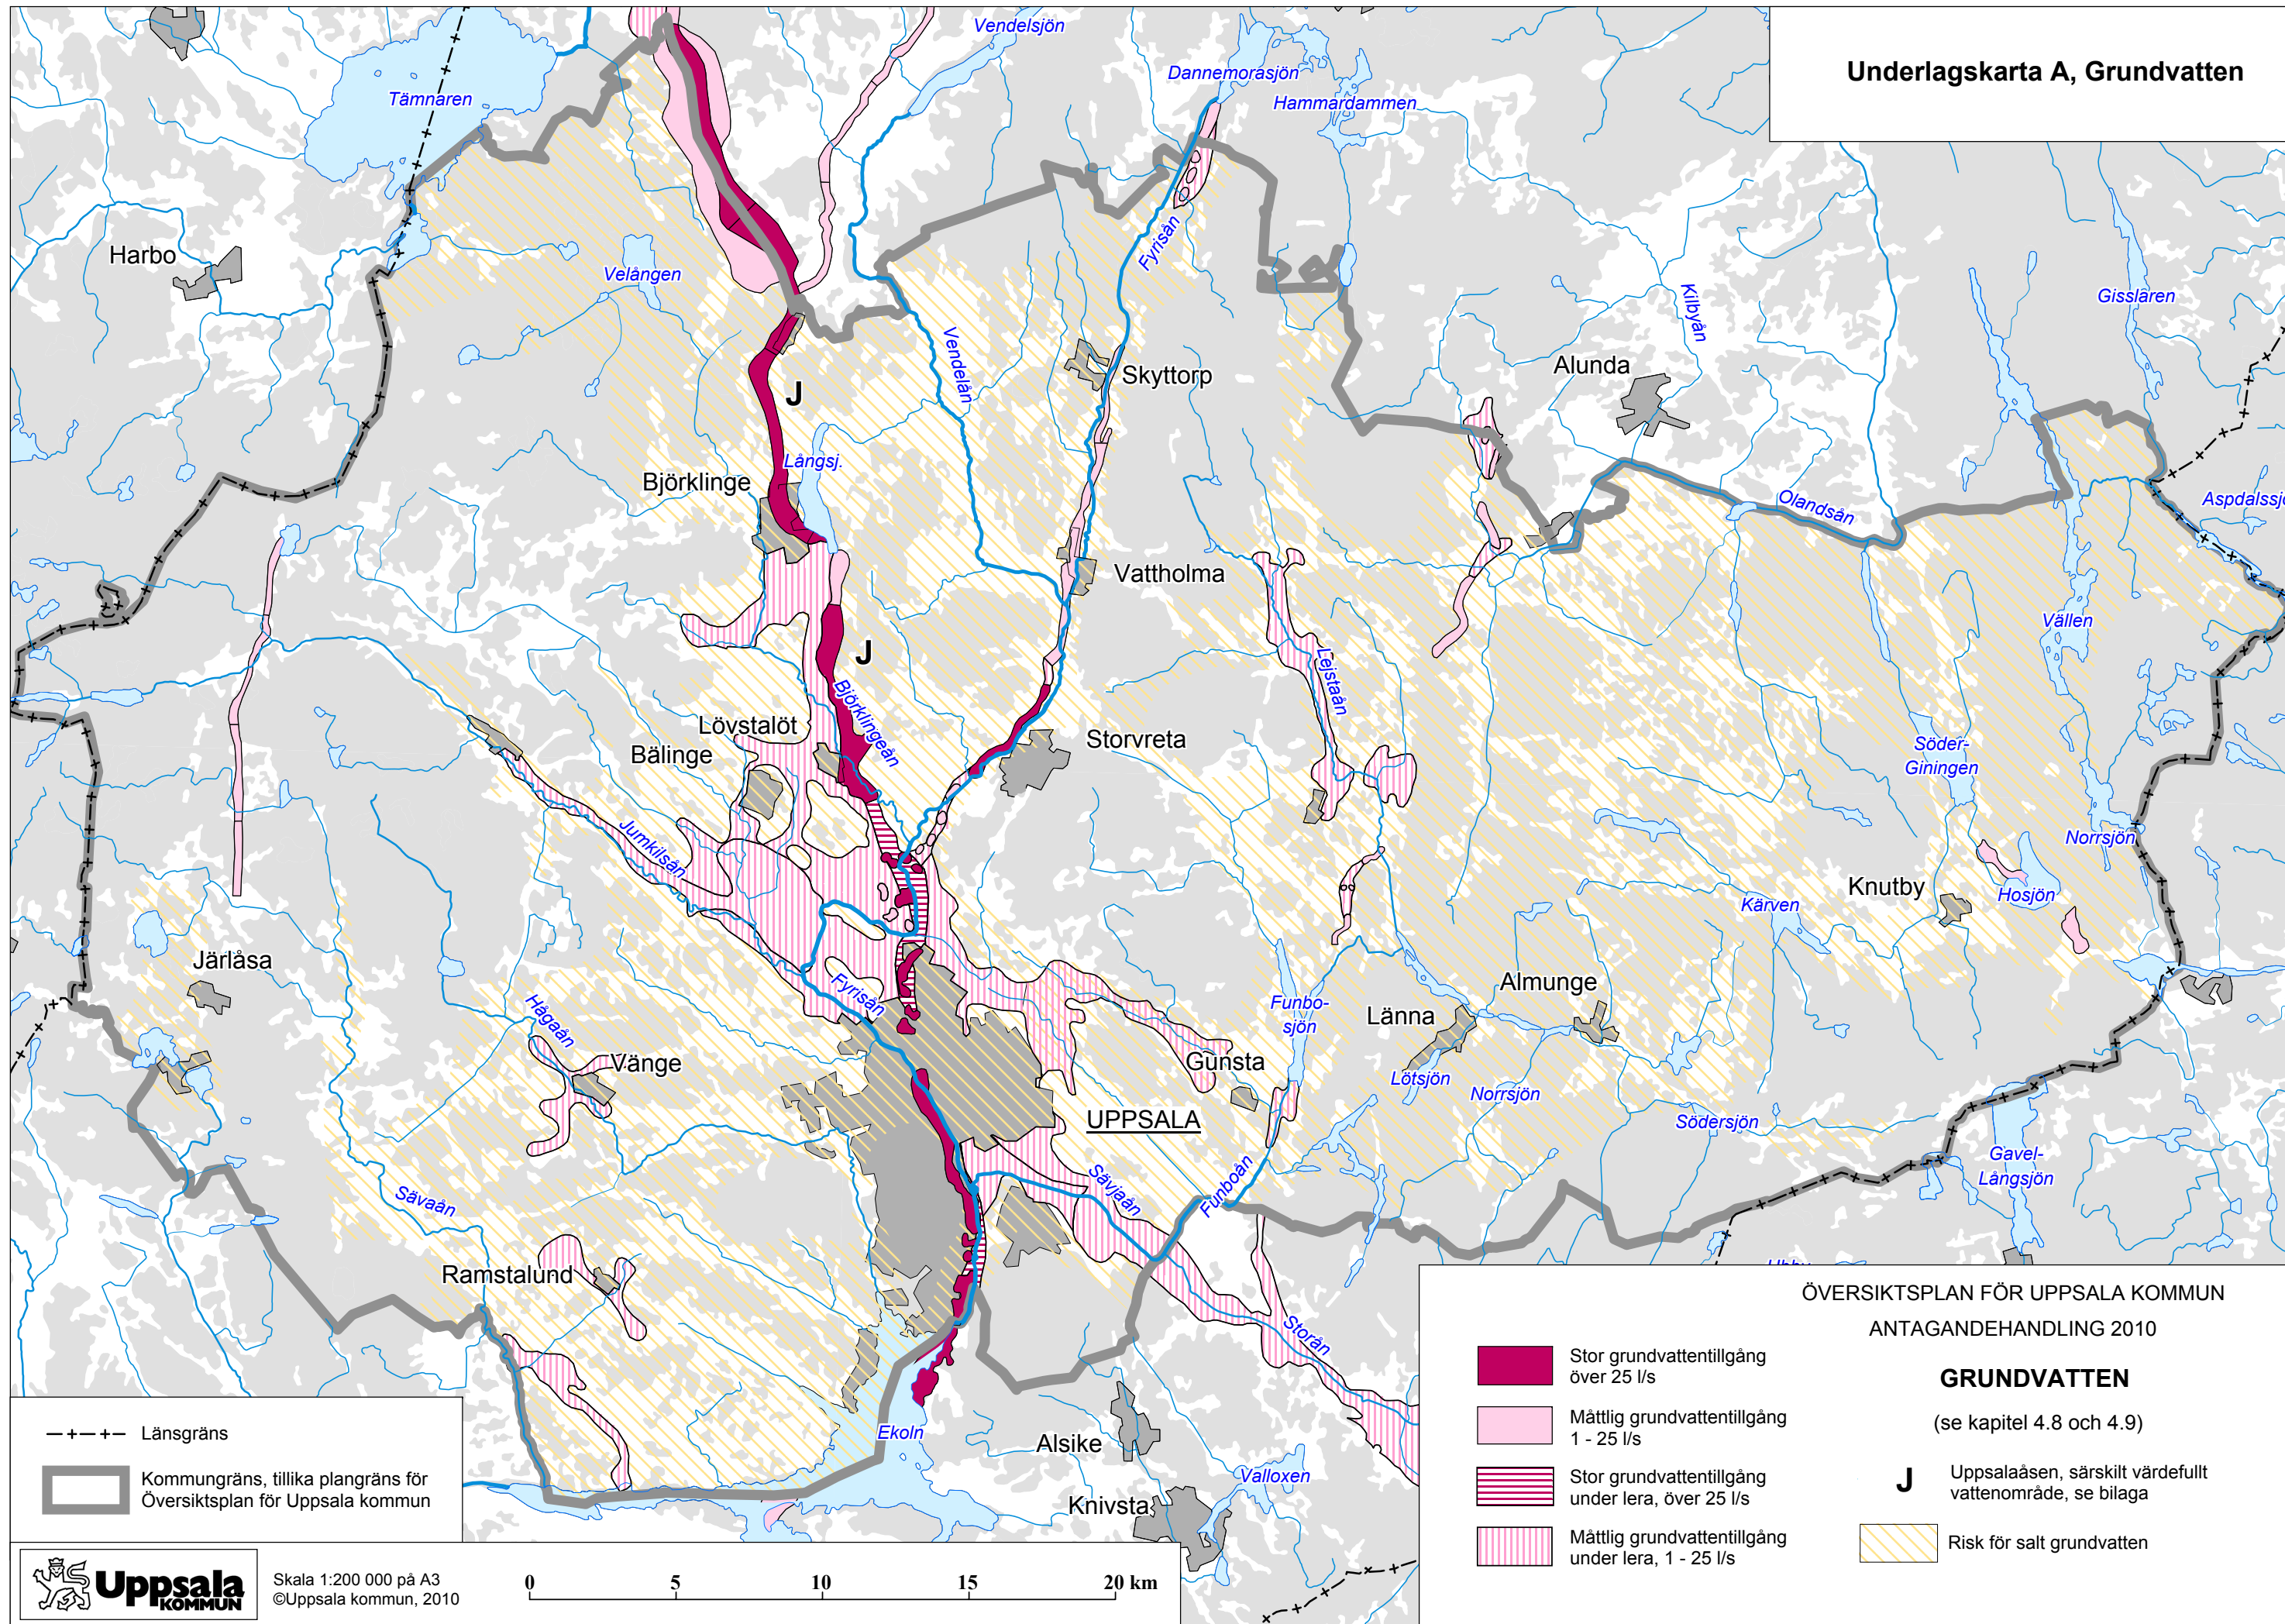 Underlagskarta A, Grundvatten
Vendelsjön
Dannemorasjön
Hammardammen
Tämnaren
Harbo
Velången
Fyrisån
Vendelån
Kilbyån
Gisslaren
Skyttorp
Alunda
J
Långsj.
Björklinge
Olandsån
Aspdalssjö
Vattholma
Vällen
J
Lejstaån
Björklingeån
Lövstalöt
Bälinge
Storvreta
Söder-
Giningen
Jumkilsån
Norrsjön
Knutby
Hosjön
Kärven
Järlåsa
Fyrisån
Hågaån
Funbo-
sjön
Länna
Almunge
Vänge
Gunsta
Lötsjön
Norrsjön
UPPSALA
Södersjön
Gavel-
Långsjön
Sävjaån
Funboån
Sävaån
Ramstalund
Storån
Ekoln
Alsike
Valloxen
Knivsta
Länsgräns
Kommungräns, tillika plangräns för
Översiktsplan för Uppsala kommun
Uppsala
KOMMUN
Skala 1:200 000 på A3
©Uppsala kommun, 2010
0 5 10 15 20 km
ÖVERSIKTSPLAN FÖR UPPSALA KOMMUN
ANTAGANDEHANDLING 2010
GRUNDVATTEN
(se kapitel 4.8 och 4.9)
Stor grundvattentillgång
över 25 l/s
Måttlig grundvattentillgång
1 - 25 l/s
Stor grundvattentillgång
under lera, över 25 l/s
Måttlig grundvattentillgång
under lera, 1 - 25 l/s
J Uppsalaåsen, särskilt värdefullt
vattenområde, se bilaga
Risk för salt grundvatten